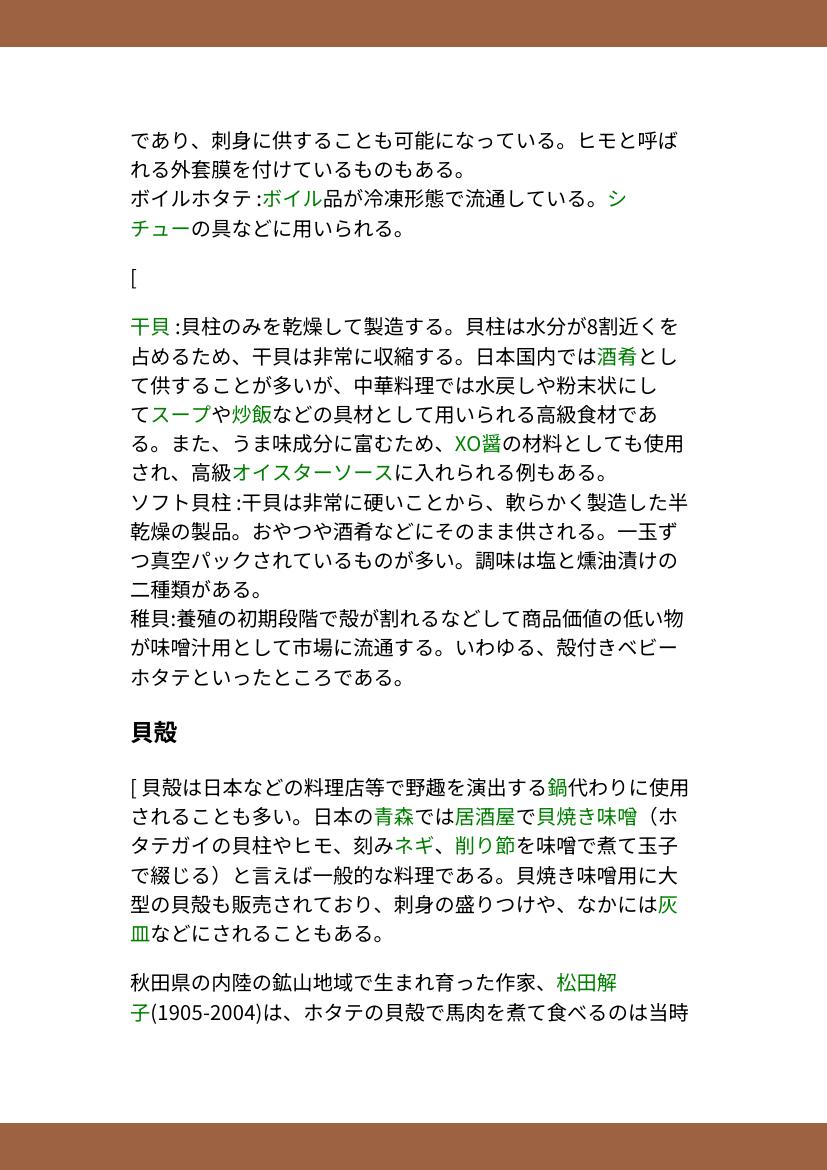 であり、刺身に供することも可能になっている。ヒモと呼ば
れる外套膜を付けているものもある。
ボイルホタテ :ボイル品が冷凍形態で流通している。シ
チューの具などに用いられる。
[
干貝 :貝柱のみを乾燥して製造する。貝柱は水分が8割近くを
占めるため、干貝は非常に収縮する。日本国内では酒肴とし
て供することが多いが、中華料理では水戻しや粉末状にし
てスープや炒飯などの具材として用いられる高級食材であ
る。また、うま味成分に富むため、XO醤の材料としても使用
され、高級オイスターソースに入れられる例もある。
ソフト貝柱 :干貝は非常に硬いことから、軟らかく製造した半
乾燥の製品。おやつや酒肴などにそのまま供される。一玉ず
つ真空パックされているものが多い。調味は塩と燻油漬けの
二種類がある。
稚貝:養殖の初期段階で殻が割れるなどして商品価値の低い物
が味噌汁用として市場に流通する。いわゆる、殻付きベビー
ホタテといったところである。
貝殻
[ 貝殻は日本などの料理店等で野趣を演出する鍋代わりに使用
されることも多い。日本の青森では居酒屋で貝焼き味噌（ホ
タテガイの貝柱やヒモ、刻みネギ、削り節を味噌で煮て玉子
で綴じる）と言えば一般的な料理である。貝焼き味噌用に大
型の貝殻も販売されており、刺身の盛りつけや、なかには灰
皿などにされることもある。
秋田県の内陸の鉱山地域で生まれ育った作家、松田解
子(1905-2004)は、ホタテの貝殻で馬肉を煮て食べるのは当時